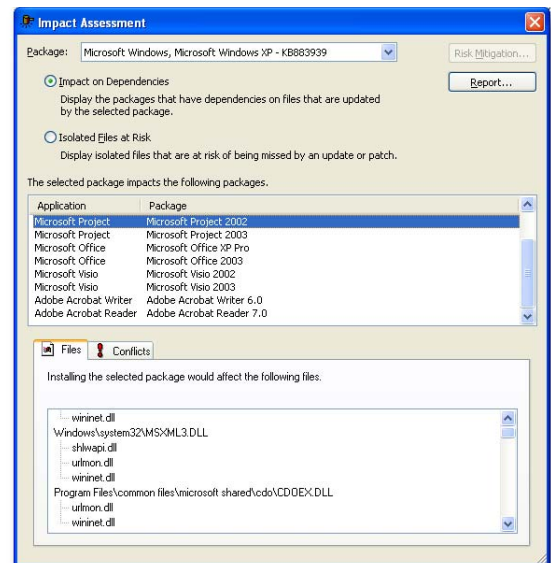 Impact Assessment
Package: Microsoft Windows, Microsoft Windows XP - KB883939
Risk Mitigation...
Impact on Dependencies
Report...
Display the packages that have dependencies on files that are updated
by the selected package.
Isolated Files at Risk
Display isolated files that are at risk of being missed by an update or patch.
The selected package impacts the following packages.
Application Package
Microsoft Project Microsoft Project 2002
Microsoft Project Microsoft Project 2003
Microsoft Office Microsoft Office XP Pro
Microsoft Office Microsoft Office 2003
Microsoft Visio Microsoft Visio 2002
Microsoft Visio Microsoft Visio 2003
Adobe Acrobat Writer Adobe Acrobat Writer 6.0
Adobe Acrobat Reader Adobe Acrobat Reader 7.0
Files Conflicts
Installing the selected package would affect the following files.
wininet.dll
Windows\system32\MSXML3.DLL
shlwapi.dll
urlmon.dll
wininet.dll
Program Files\common files\microsoft shared\cdo\CDOEX.DLL
urlmon.dll
wininet.dll